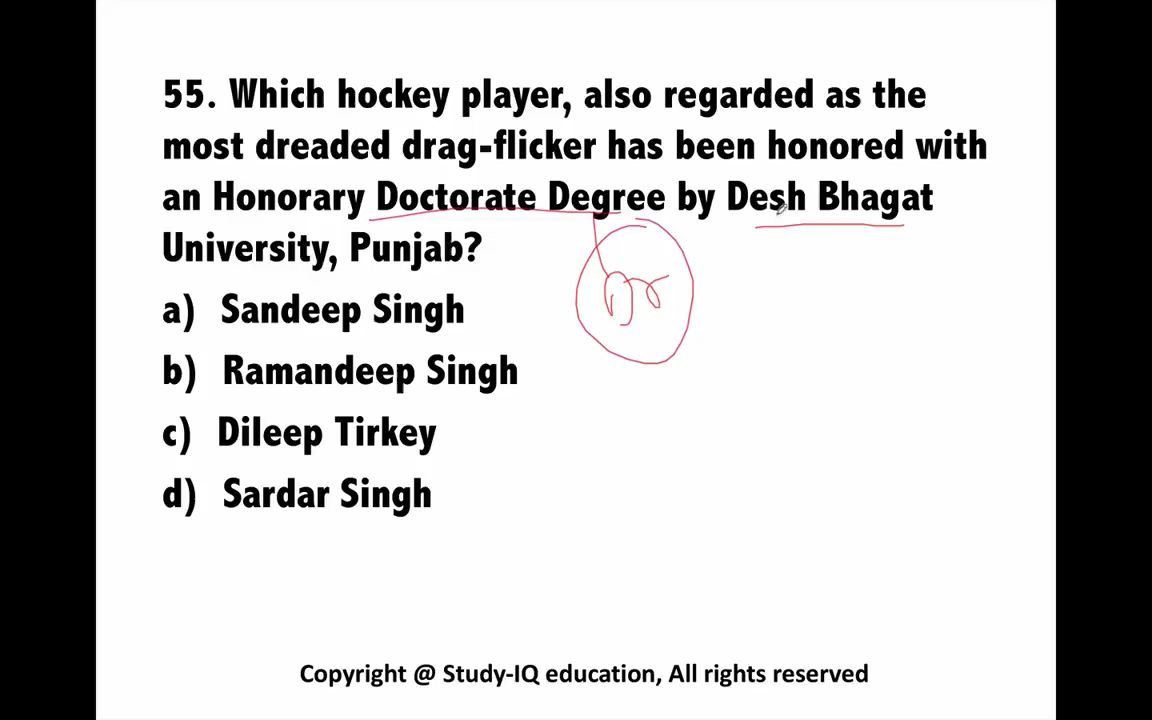 55. Which hockey player, also regarded as the
most dreaded drag-flicker has been honored with
an Honorary Doctorate Degree by Desh Bhagat
University, Punjab?
Dr
a) Sandeep Singh
b) Ramandeep Singh
c) Dileep Tirkey
d) Sardar Singh
Copyright @ Study-IQ education, All rights reserved